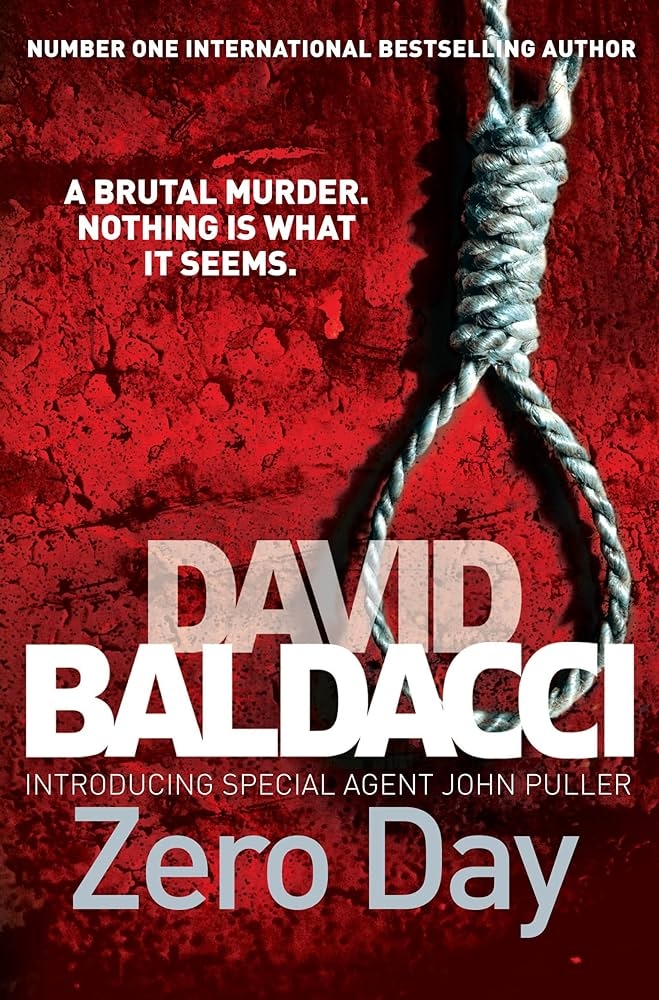 NUMBER ONE INTERNATIONAL BESTSELLING AUTHOR
A BRUTAL MURDER.
NOTHING IS WHAT
IT SEEMS.
DAVID
BALDACCI
INTRODUCING SPECIAL AGENT JOHN PULLER
Zero Day